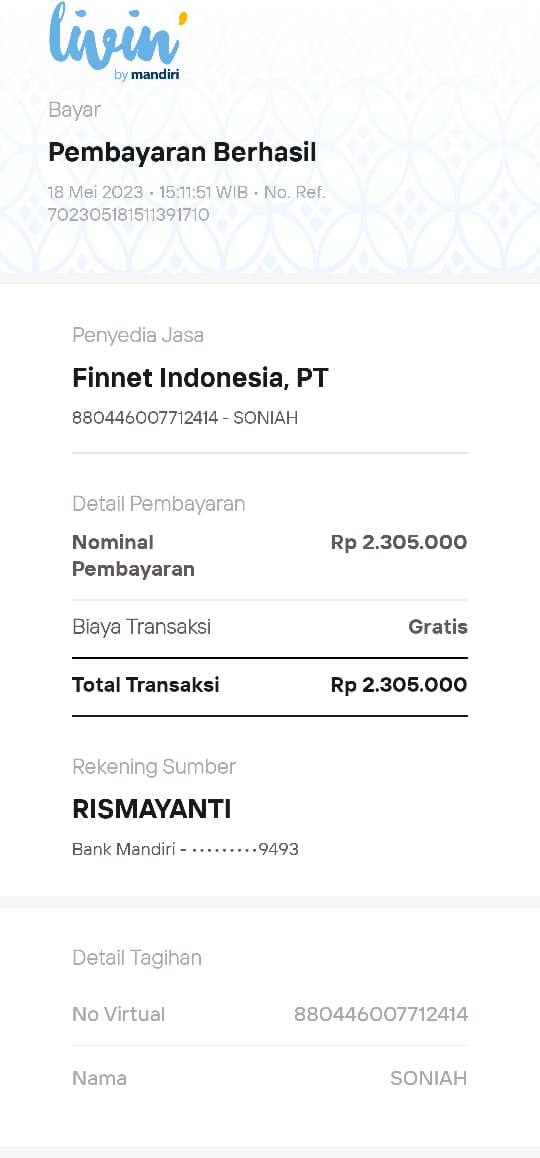 livin'
by mandiri
Bayar
Pembayaran Berhasil
18 Mei 2023 • 15:11:51 WIB • No. Ref.
702305181511391710
Penyedia Jasa
Finnet Indonesia, PT
880446007712414 - SONIAH
Detail Pembayaran
Nominal Pembayaran Rp 2.305.000
Biaya Transaksi Gratis
Total Transaksi Rp 2.305.000
Rekening Sumber
RISMAYANTI
Bank Mandiri - ·········9493
Detail Tagihan
No Virtual 880446007712414
Nama SONIAH